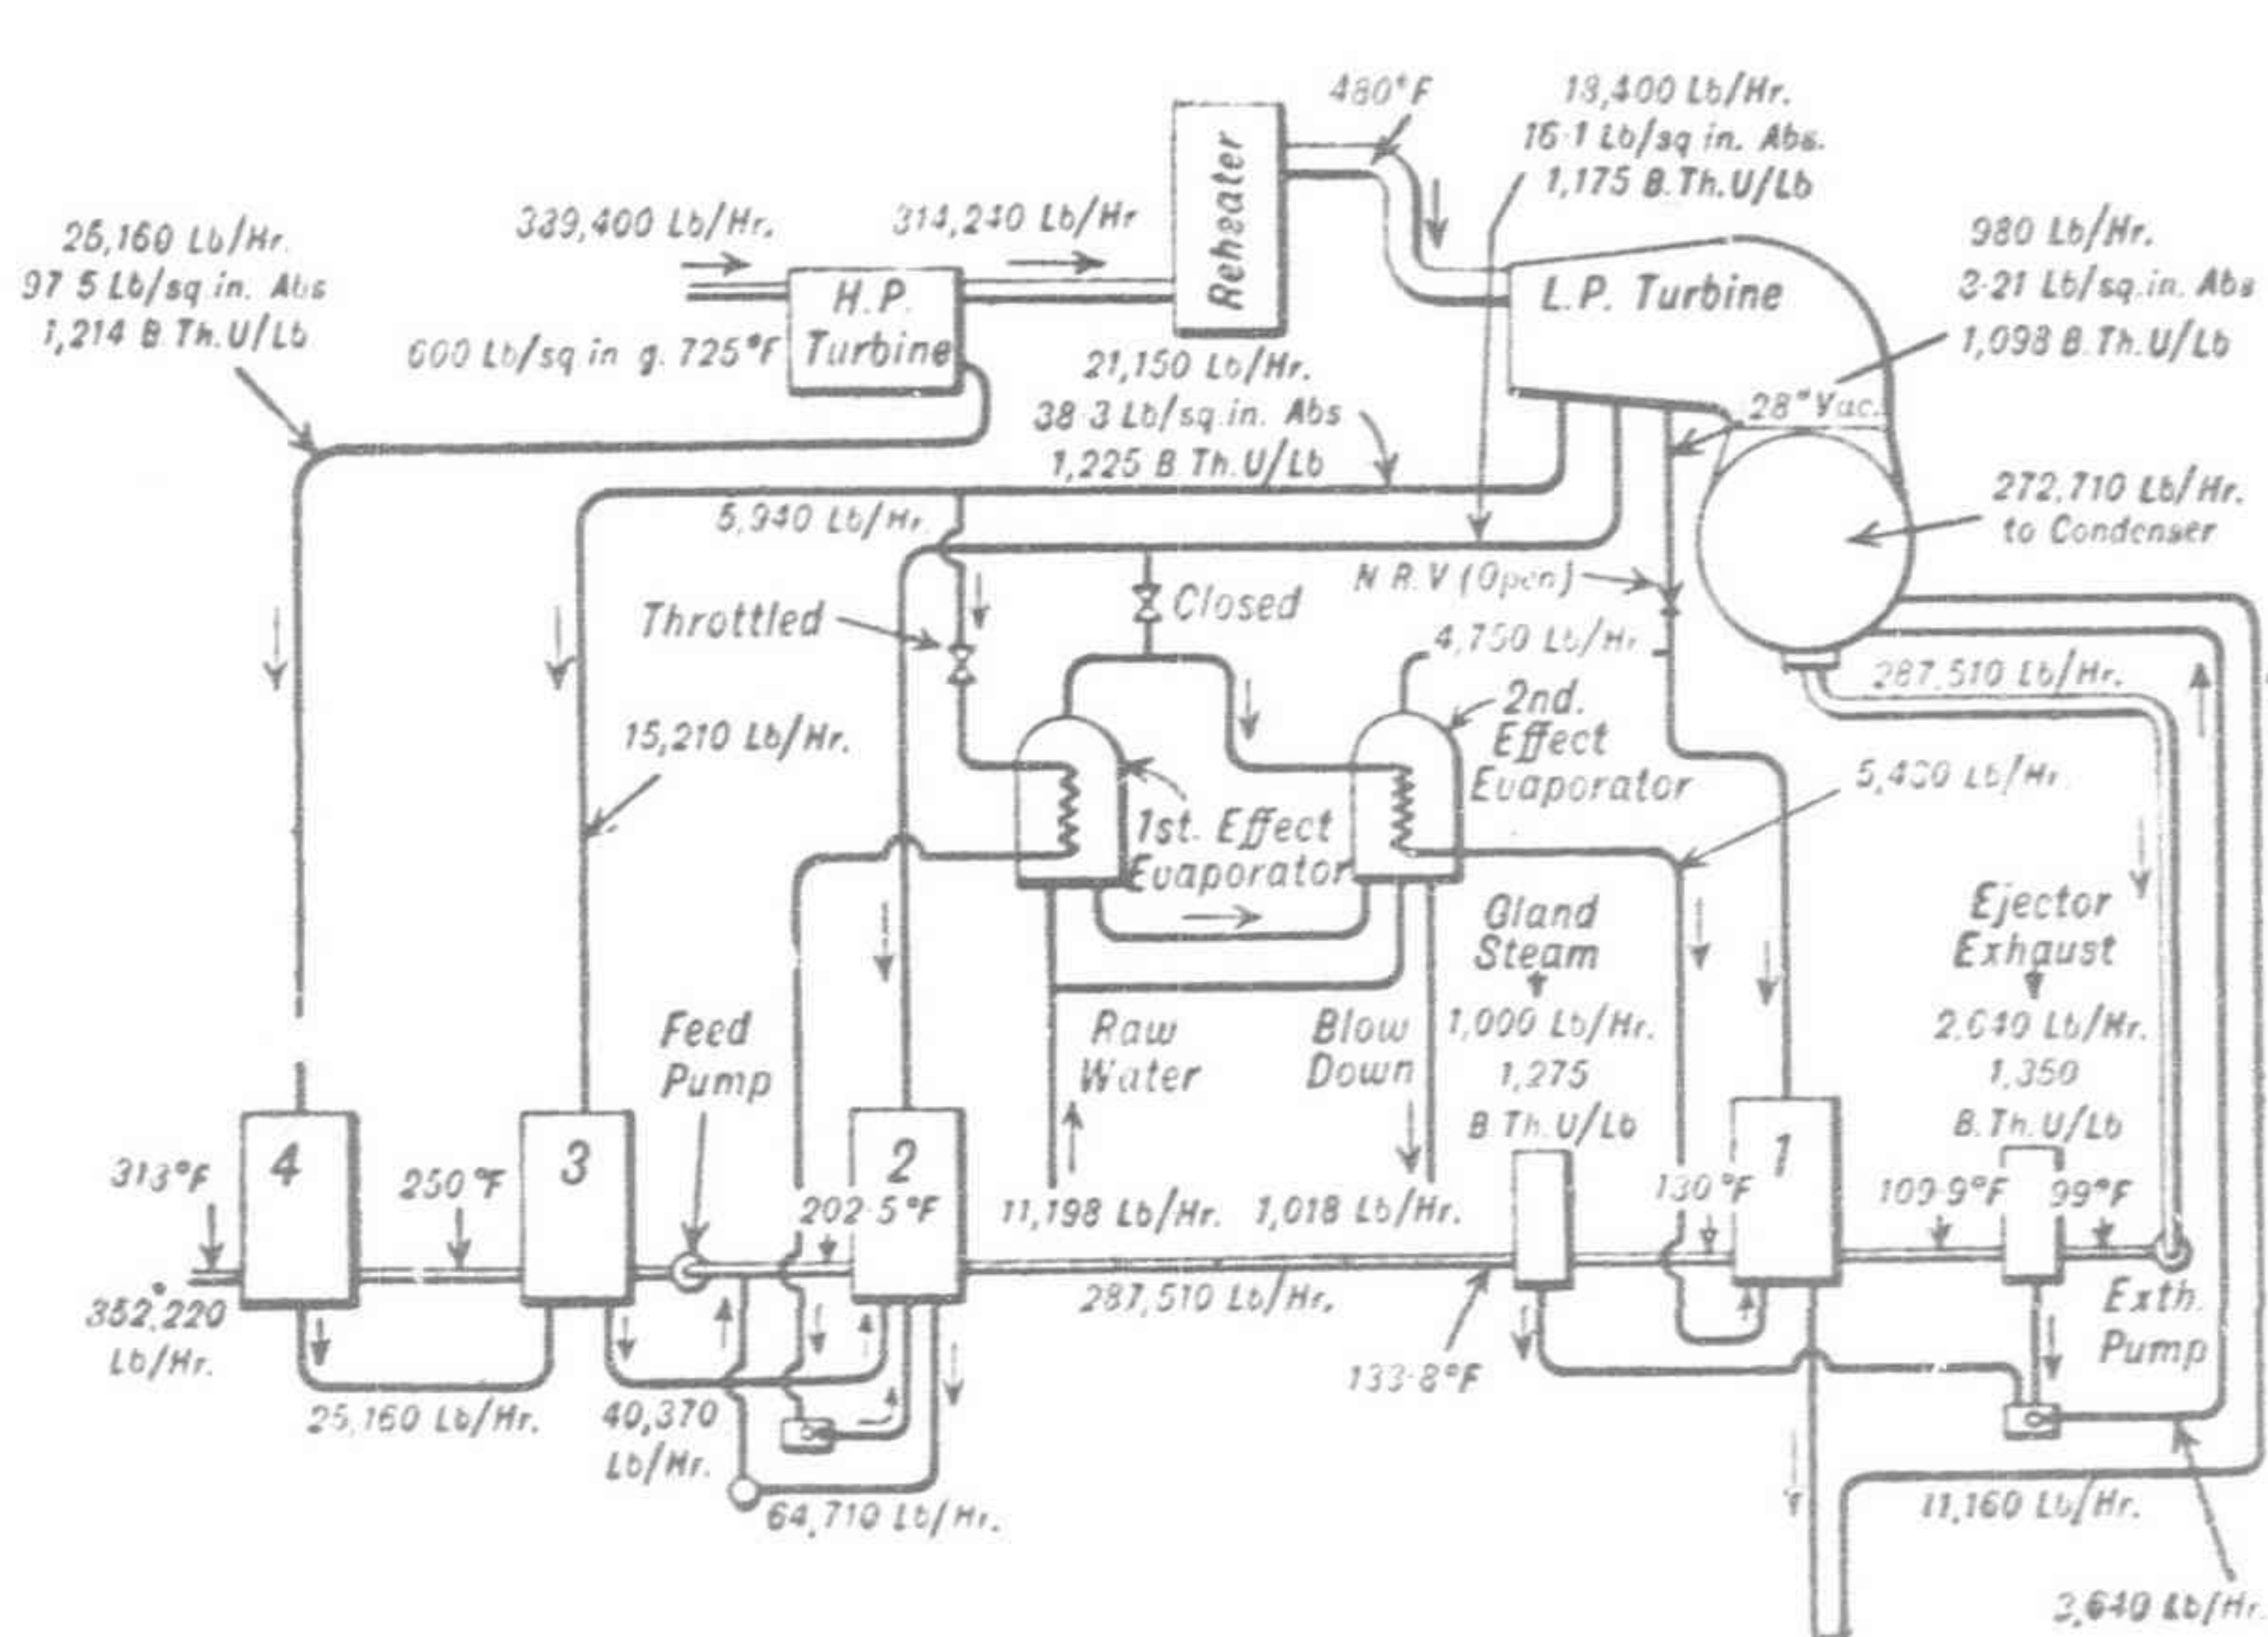 480°F
18,400 Lb/Hr.
16·1 Lb/sq in. Abs.
1,175 B.Th.U/Lb
Reheater
26,160 Lb/Hr.
97·5 Lb/sq in. Abs
1,214 B Th.U/Lb
339,400 Lb/Hr.
314,240 Lb/Hr
H.P.
Turbine
600 Lb/sq in g. 725°F
L.P. Turbine
980 Lb/Hr.
3·21 Lb/sq.in. Abs
1,098 B.Th.U/Lb
28" Vac.
21,150 Lb/Hr.
38·3 Lb/sq.in. Abs
1,225 B Th.U/Lb
272,710 Lb/Hr.
to Condenser
5,940 Lb/Hr.
N.R.V (Open)
Throttled
Closed
4,750 Lb/Hr.
287,510 Lb/Hr.
2nd.
Effect
Evaporator
15,210 Lb/Hr.
Lb/Hr.
1st. Effect
Evaporator
Gland
Steam
1,000 Lb/Hr.
1,275
B.Th.U/Lb
Ejector
Exhaust
2,640 Lb/Hr.
1,350
B.Th.U/Lb
Feed
Pump
Raw
Water
Blow
Down
4
3
2
1
313°F
250°F
202·5°F
11,198 Lb/Hr.
1,018 Lb/Hr.
130°F
109·9°F
99°F
352,220
Lb/Hr.
287,510 Lb/Hr.
133·8°F
Exth.
Pump
25,160 Lb/Hr.
40,370
Lb/Hr.
64,710 Lb/Hr.
11,160 Lb/Hr.
3,640 Lb/Hr.